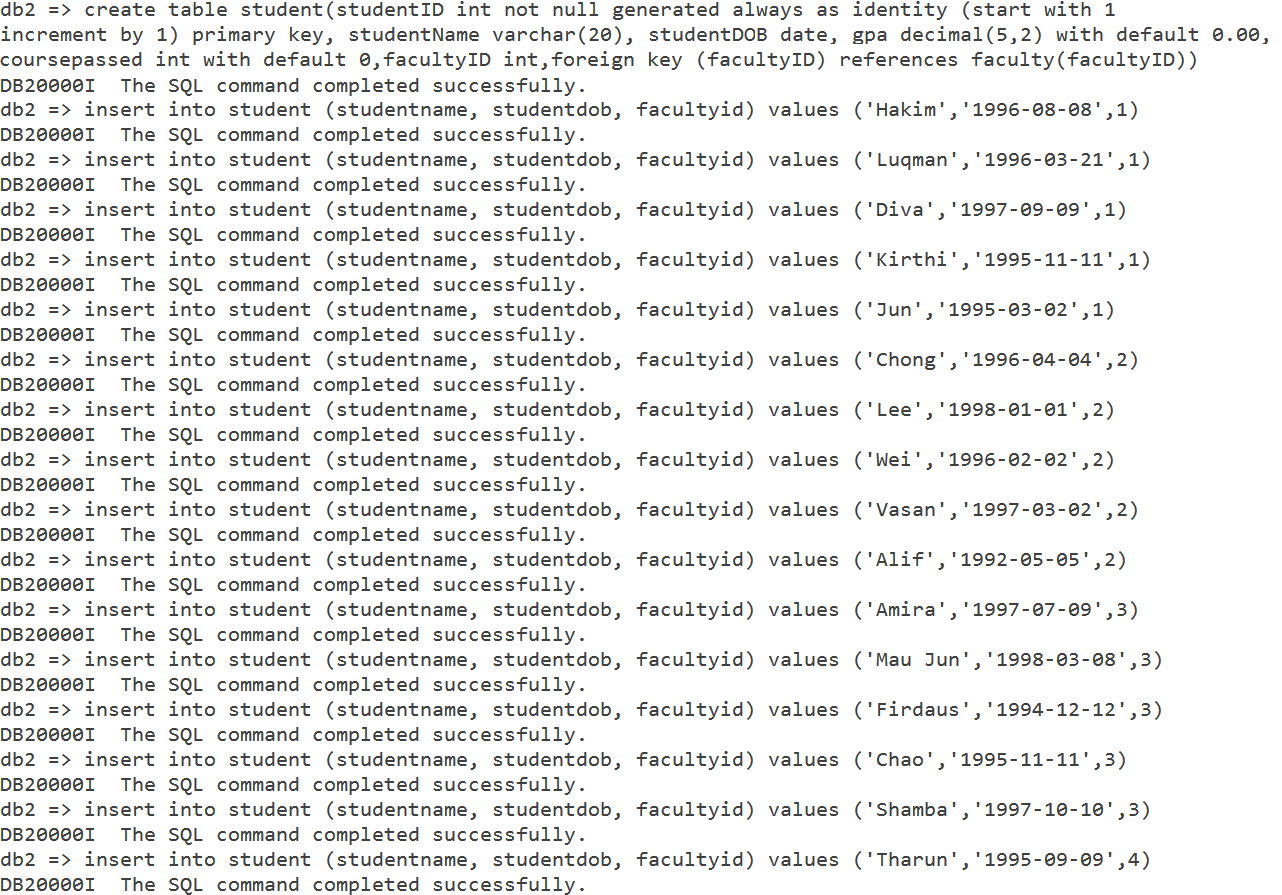 db2 => create table student(studentID int not null generated always as identity (start with 1
increment by 1) primary key, studentName varchar(20), studentDOB date, gpa decimal(5,2) with default 0.00,
coursepassed int with default 0,facultyID int,foreign key (facultyID) references faculty(facultyID))
DB20000I  The SQL command completed successfully.
db2 => insert into student (studentname, studentdob, facultyid) values ('Hakim','1996-08-08',1)
DB20000I  The SQL command completed successfully.
db2 => insert into student (studentname, studentdob, facultyid) values ('Luqman','1996-03-21',1)
DB20000I  The SQL command completed successfully.
db2 => insert into student (studentname, studentdob, facultyid) values ('Diva','1997-09-09',1)
DB20000I  The SQL command completed successfully.
db2 => insert into student (studentname, studentdob, facultyid) values ('Kirthi','1995-11-11',1)
DB20000I  The SQL command completed successfully.
db2 => insert into student (studentname, studentdob, facultyid) values ('Jun','1995-03-02',1)
DB20000I  The SQL command completed successfully.
db2 => insert into student (studentname, studentdob, facultyid) values ('Chong','1996-04-04',2)
DB20000I  The SQL command completed successfully.
db2 => insert into student (studentname, studentdob, facultyid) values ('Lee','1998-01-01',2)
DB20000I  The SQL command completed successfully.
db2 => insert into student (studentname, studentdob, facultyid) values ('Wei','1996-02-02',2)
DB20000I  The SQL command completed successfully.
db2 => insert into student (studentname, studentdob, facultyid) values ('Vasan','1997-03-02',2)
DB20000I  The SQL command completed successfully.
db2 => insert into student (studentname, studentdob, facultyid) values ('Alif','1992-05-05',2)
DB20000I  The SQL command completed successfully.
db2 => insert into student (studentname, studentdob, facultyid) values ('Amira','1997-07-09',3)
DB20000I  The SQL command completed successfully.
db2 => insert into student (studentname, studentdob, facultyid) values ('Mau Jun','1998-03-08',3)
DB20000I  The SQL command completed successfully.
db2 => insert into student (studentname, studentdob, facultyid) values ('Firdaus','1994-12-12',3)
DB20000I  The SQL command completed successfully.
db2 => insert into student (studentname, studentdob, facultyid) values ('Chao','1995-11-11',3)
DB20000I  The SQL command completed successfully.
db2 => insert into student (studentname, studentdob, facultyid) values ('Shamba','1997-10-10',3)
DB20000I  The SQL command completed successfully.
db2 => insert into student (studentname, studentdob, facultyid) values ('Tharun','1995-09-09',4)
DB20000I  The SQL command completed successfully.